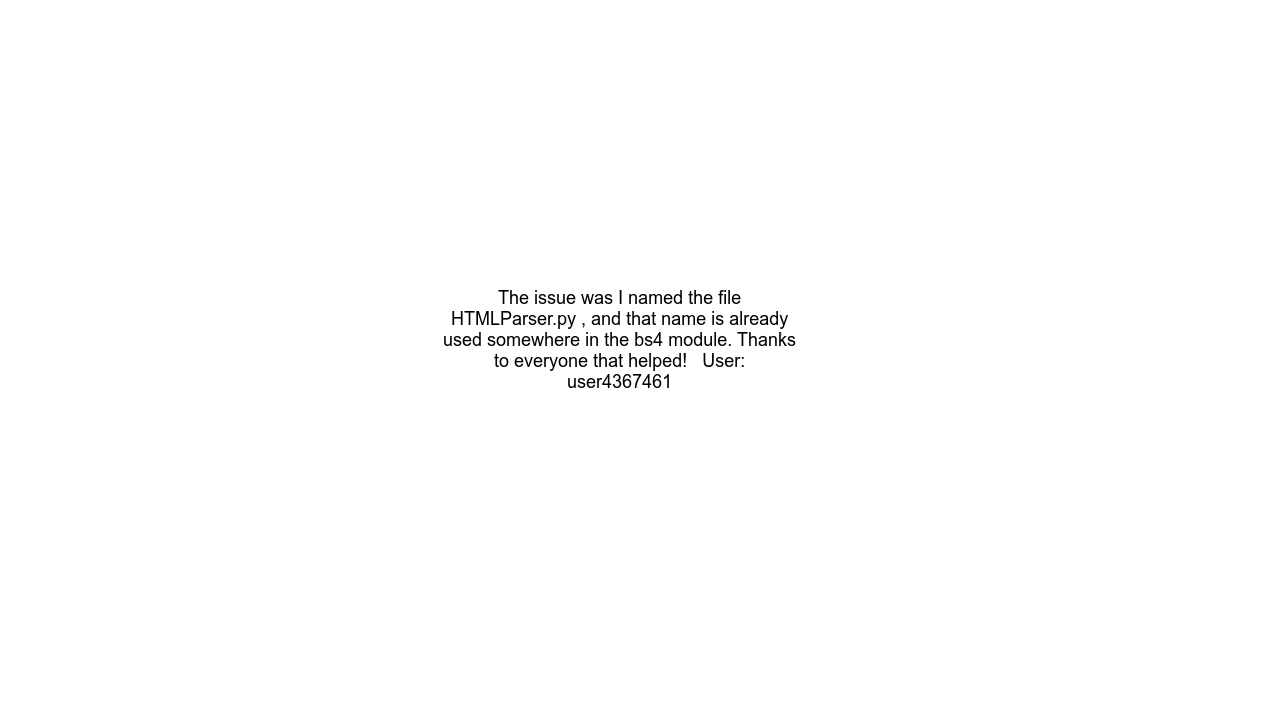 The issue was I named the file
HTMLParser.py , and that name is already
used somewhere in the bs4 module. Thanks
to everyone that helped!   User:
user4367461